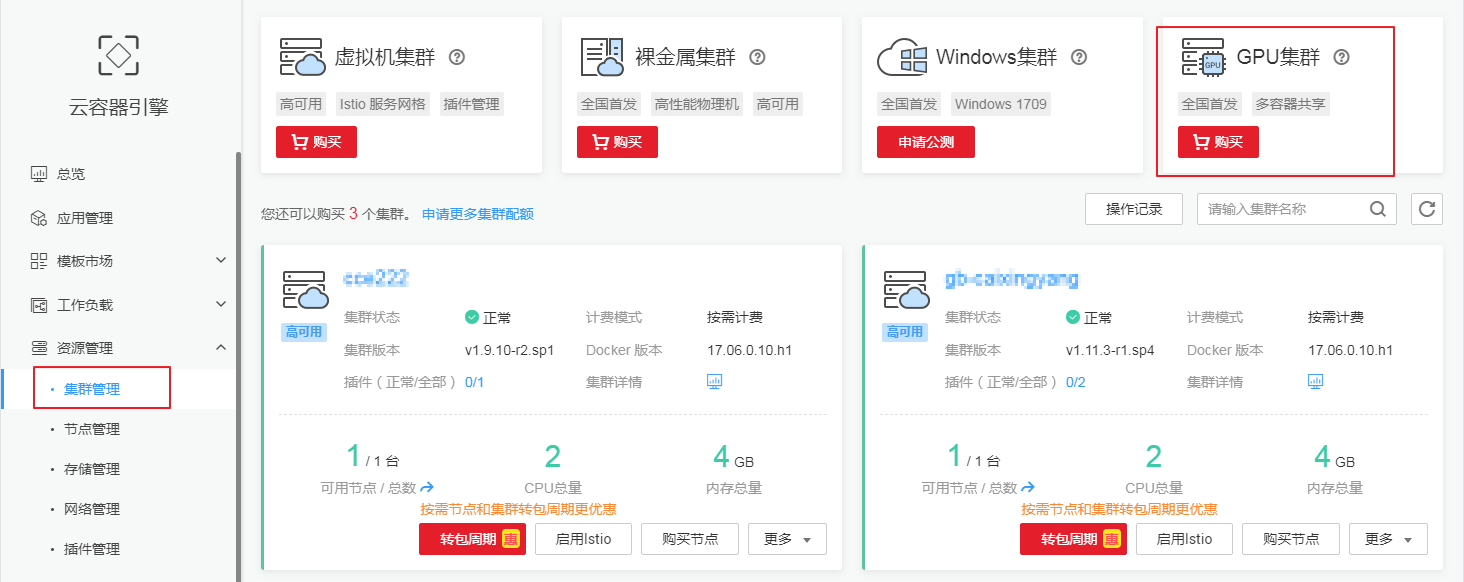 云容器引擎
总览
应用管理
模板市场
工作负载
资源管理
集群管理
节点管理
存储管理
网络管理
插件管理
虚拟机集群
高可用 Istio 服务网格 插件管理
购买
裸金属集群
全国首发 高性能物理机 高可用
购买
Windows集群
全国首发 Windows 1709
申请公测
GPU
GPU集群
全国首发 多容器共享
购买
您还可以购买 3 个集群。 申请更多集群配额
操作记录 请输入集群名称
cce222
高可用
集群状态 正常 计费模式 按需计费
集群版本 v1.9.10-r2.sp1 Docker 版本 17.06.0.10.h1
插件（正常/全部） 0/1 集群详情
1 / 1 台 2 4 GB
可用节点 / 总数 CPU总量 内存总量
按需节点和集群转包周期更优惠
转包周期 惠 启用Istio 购买节点 更多
gb-caixingyang
高可用
集群状态 正常 计费模式 按需计费
集群版本 v1.11.3-r1.sp4 Docker 版本 17.06.0.10.h1
插件（正常/全部） 0/2 集群详情
1 / 1 台 2 4 GB
可用节点 / 总数 CPU总量 内存总量
按需节点和集群转包周期更优惠
转包周期 惠 启用Istio 购买节点 更多